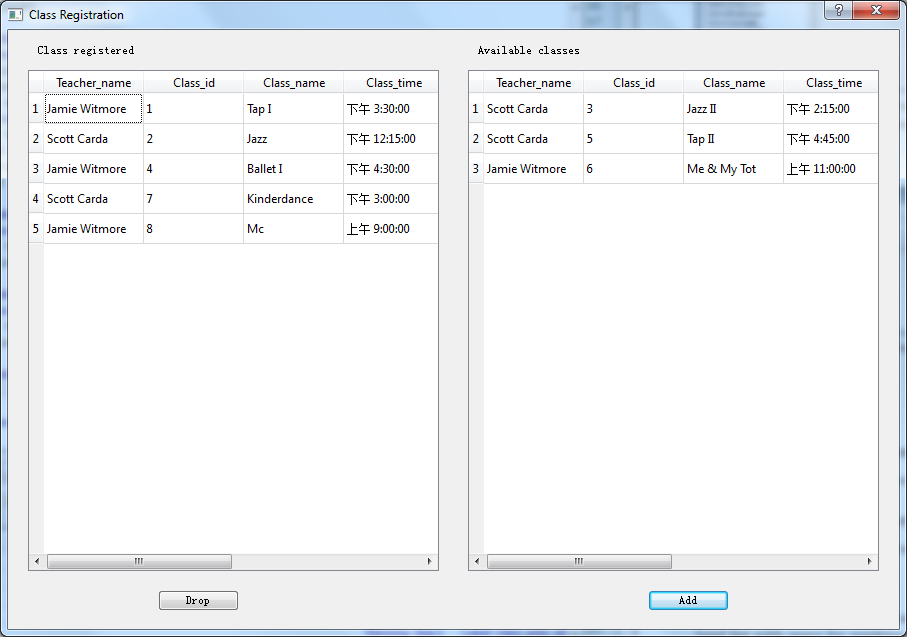 Class Registration
Class registered
Teacher_name Class_id Class_name Class_time
1 Jamie Witmore 1 Tap I 下午 3:30:00
2 Scott Carda 2 Jazz 下午 12:15:00
3 Jamie Witmore 4 Ballet I 下午 4:30:00
4 Scott Carda 7 Kinderdance 下午 3:00:00
5 Jamie Witmore 8 Mc 上午 9:00:00
Drop
Available classes
Teacher_name Class_id Class_name Class_time
1 Scott Carda 3 Jazz II 下午 2:15:00
2 Scott Carda 5 Tap II 下午 4:45:00
3 Jamie Witmore 6 Me & My Tot 上午 11:00:00
Add